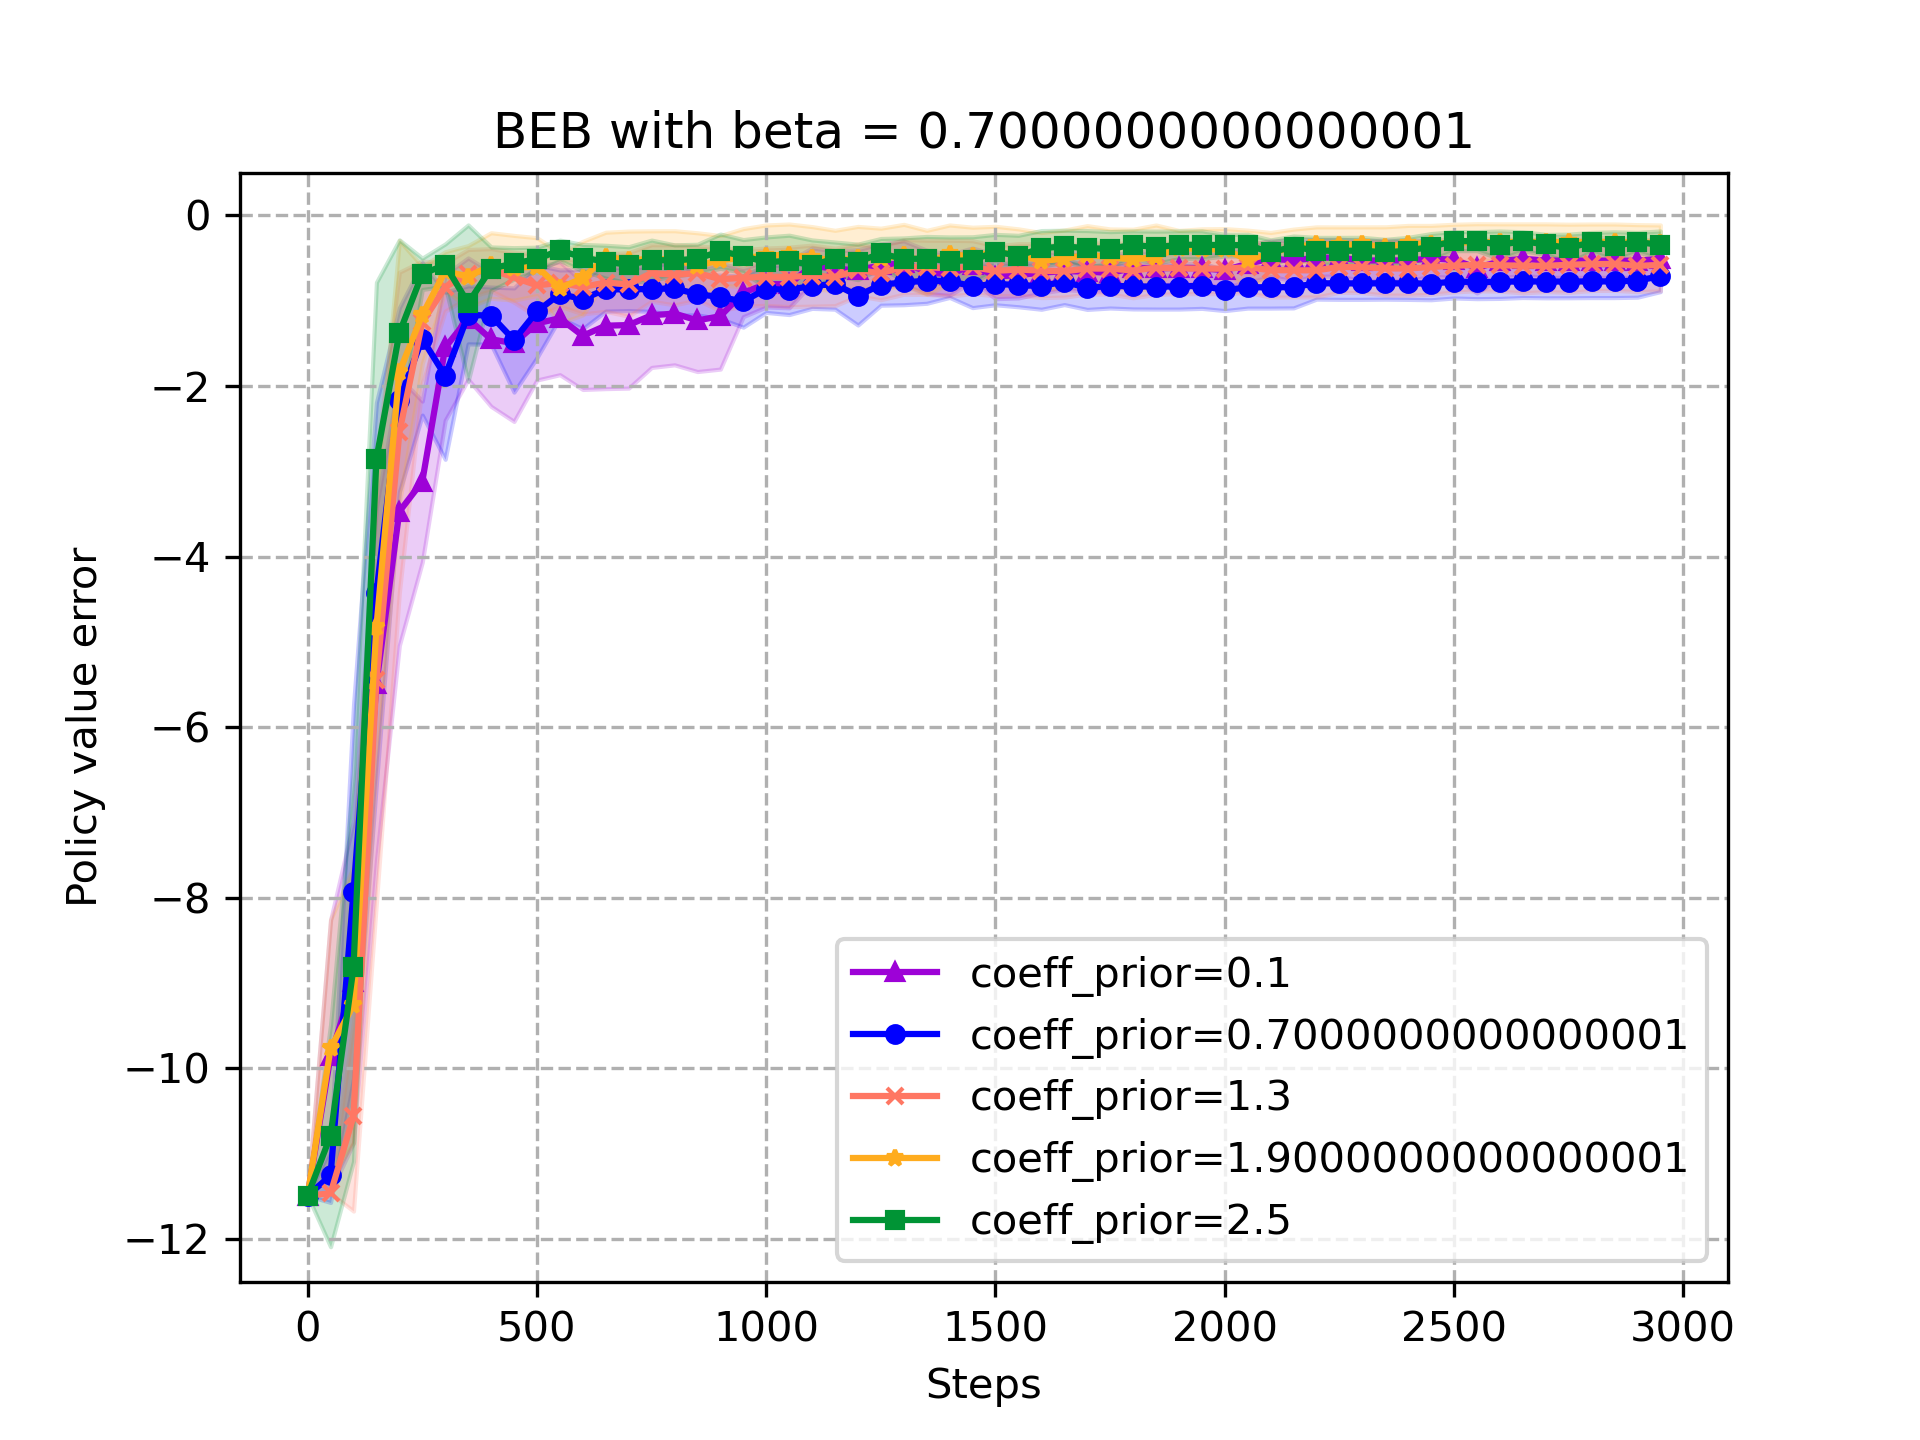 BEB with beta = 0.7000000000000001
0
−2
−4
−6
−8
−10
−12
Policy value error
coeff_prior=0.1
coeff_prior=0.7000000000000001
coeff_prior=1.3
coeff_prior=1.9000000000000001
coeff_prior=2.5
0 500 1000 1500 2000 2500 3000
Steps